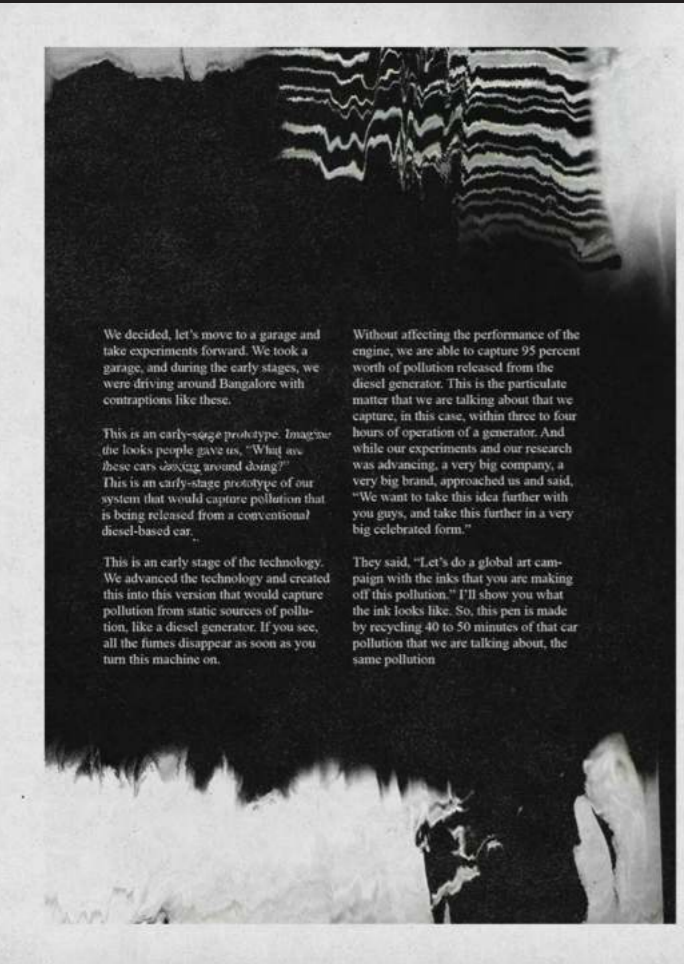 We decided, let's move to a garage and
take experiments forward. We took a
garage, and during the early stages, we
were driving around Bangalore with
contraptions like these.
This is an early-stage prototype. Imagine
the looks people gave us, “What are
these cars driving around doing?”
This is an early-stage prototype of our
system that would capture pollution that
is being released from a conventional
diesel-based car.
This is an early stage of the technology.
We advanced the technology and created
this into this version that would capture
pollution from static sources of pollu-
tion, like a diesel generator. If you see,
all the fumes disappear as soon as you
turn this machine on.
Without affecting the performance of the
engine, we are able to capture 95 percent
worth of pollution released from the
diesel generator. This is the particulate
matter that we are talking about that we
capture, in this case, within three to four
hours of operation of a generator. And
while our experiments and our research
was advancing, a very big company, a
very big brand, approached us and said,
“We want to take this idea further with
you guys, and take this further in a very
big celebrated form.”
They said, “Let's do a global art cam-
paign with the inks that you are making
off this pollution.” I'll show you what
the ink looks like. So, this pen is made
by recycling 40 to 50 minutes of that car
pollution that we are talking about, the
same pollution